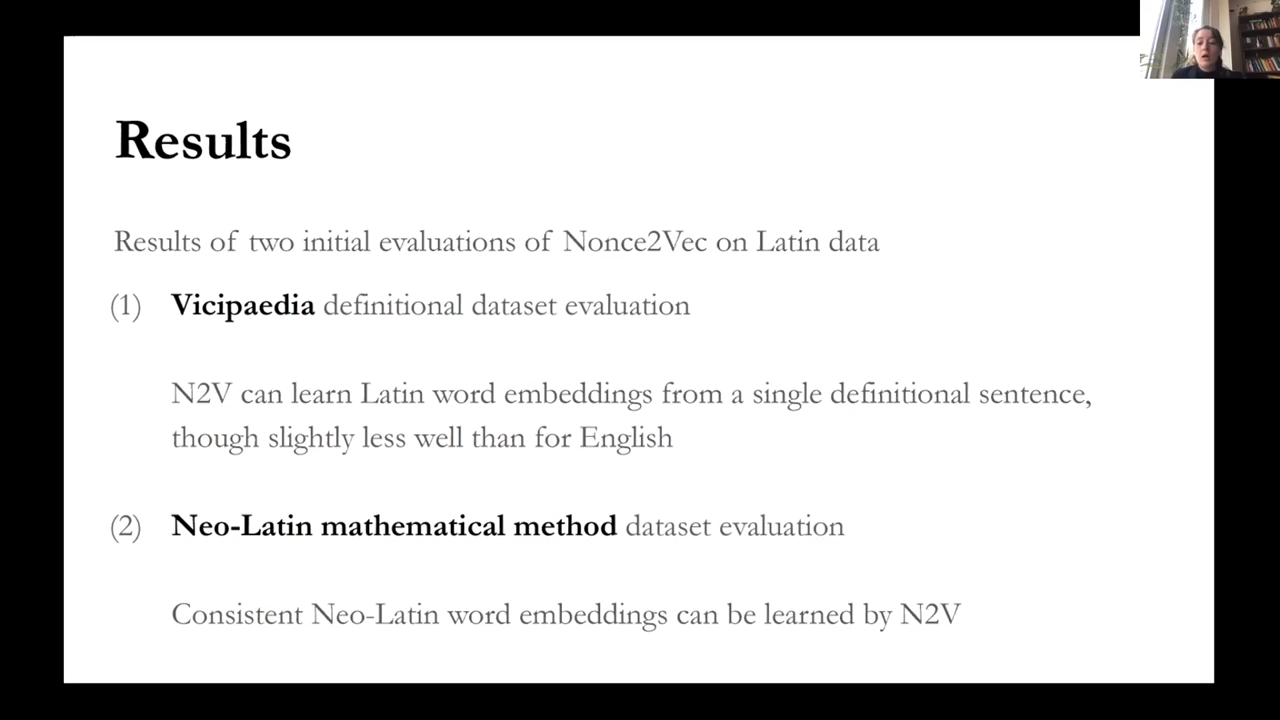 Results
Results of two initial evaluations of Nonce2Vec on Latin data
(1) Vicipaedia definitional dataset evaluation
N2V can learn Latin word embeddings from a single definitional sentence,
though slightly less well than for English
(2) Neo-Latin mathematical method dataset evaluation
Consistent Neo-Latin word embeddings can be learned by N2V